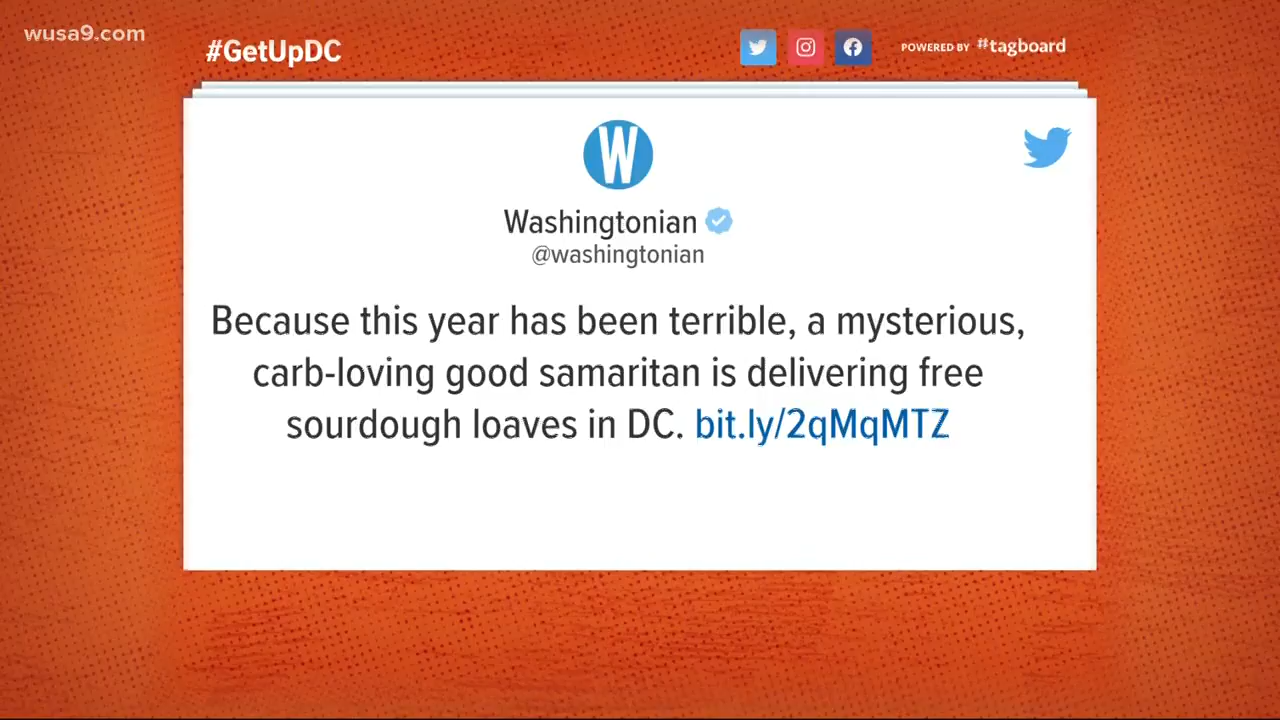 wusa9.com
#GetUpDC
POWERED BY #tagboard
W
Washingtonian
@washingtonian
Because this year has been terrible, a mysterious,
carb-loving good samaritan is delivering free
sourdough loaves in DC. bit.ly/2qMqMTZ